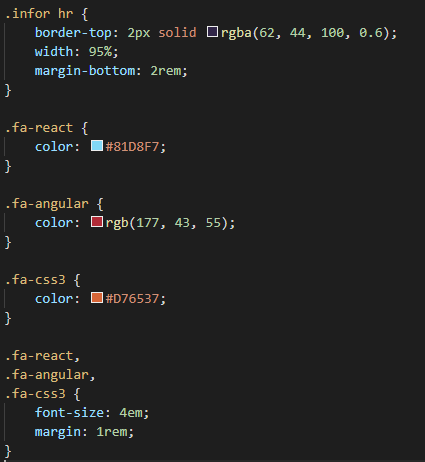 .infor hr {
    border-top: 2px solid rgba(62, 44, 100, 0.6);
    width: 95%;
    margin-bottom: 2rem;
}

.fa-react {
    color: #81D8F7;
}

.fa-angular {
    color: rgb(177, 43, 55);
}

.fa-css3 {
    color: #D76537;
}

.fa-react,
.fa-angular,
.fa-css3 {
    font-size: 4em;
    margin: 1rem;
}